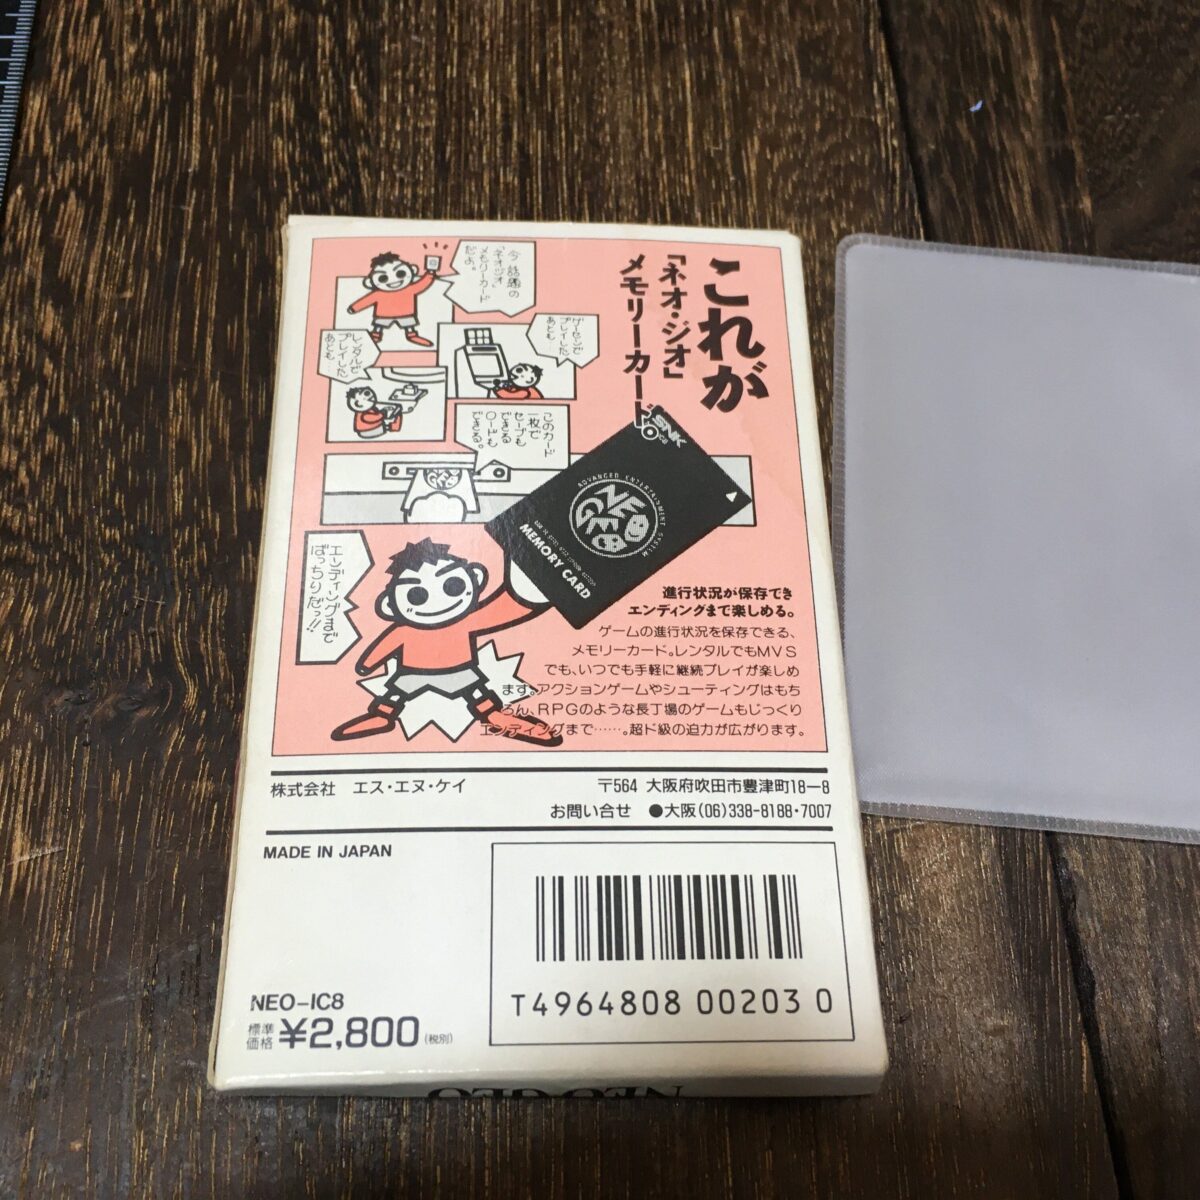 これが
「ネオ・ジオ」
メモリーカード。
今話題の
「ネオジオ」
メモリーカード
だよ。
ゲーセンで
プレイした
あとも…
レンタルで
プレイした
あとも…
このカード
一枚で
セーブも
できる
ロードも
できる。
SNK
IC8
ADVANCED ENTERTAINMENT SYSTEM
NEO
GEO
MEMORY CARD
エンディングまで
ばっちりだっ!!
進行状況が保存でき
エンディングまで楽しめる。
ゲームの進行状況を保存できる、
メモリーカード。レンタルでもMVS
でも、いつでも手軽に継続プレイが楽しめ
ます。アクションゲームやシューティングはもち
ろん、RPGのような長丁場のゲームもじっくり
エンディングまで……。超ド級の迫力が広がります。
株式会社 エス・エヌ・ケイ
〒564 大阪府吹田市豊津町18−8
お問い合せ ●大阪(06)338-8188・7007
MADE IN JAPAN
T4964808 00203 0
NEO-IC8
標準
価格 ¥2,800 (税別)
NEO・GEO